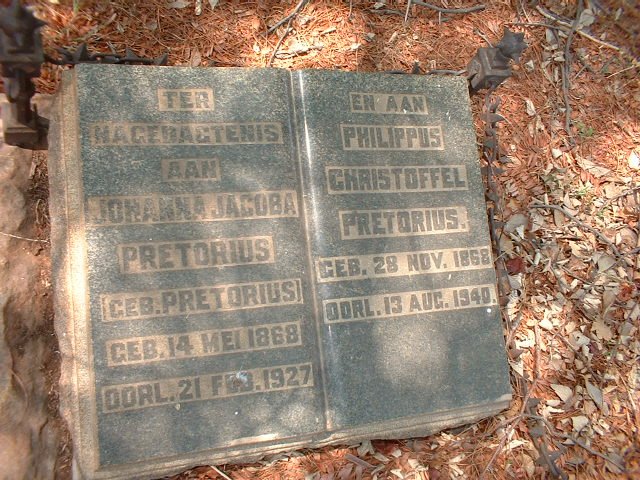 TER
NAGEDAGTENIS
AAN
JOHANNA JACOBA
PRETORIUS
(GEB. PRETORIUS)
GEB. 14 MEI 1868
OORL. 21 FEB. 1927
EN AAN
PHILIPPUS
CHRISTOFFEL
PRETORIUS.
GEB. 28 NOV. 1868
OORL. 13 AUG. 1940.